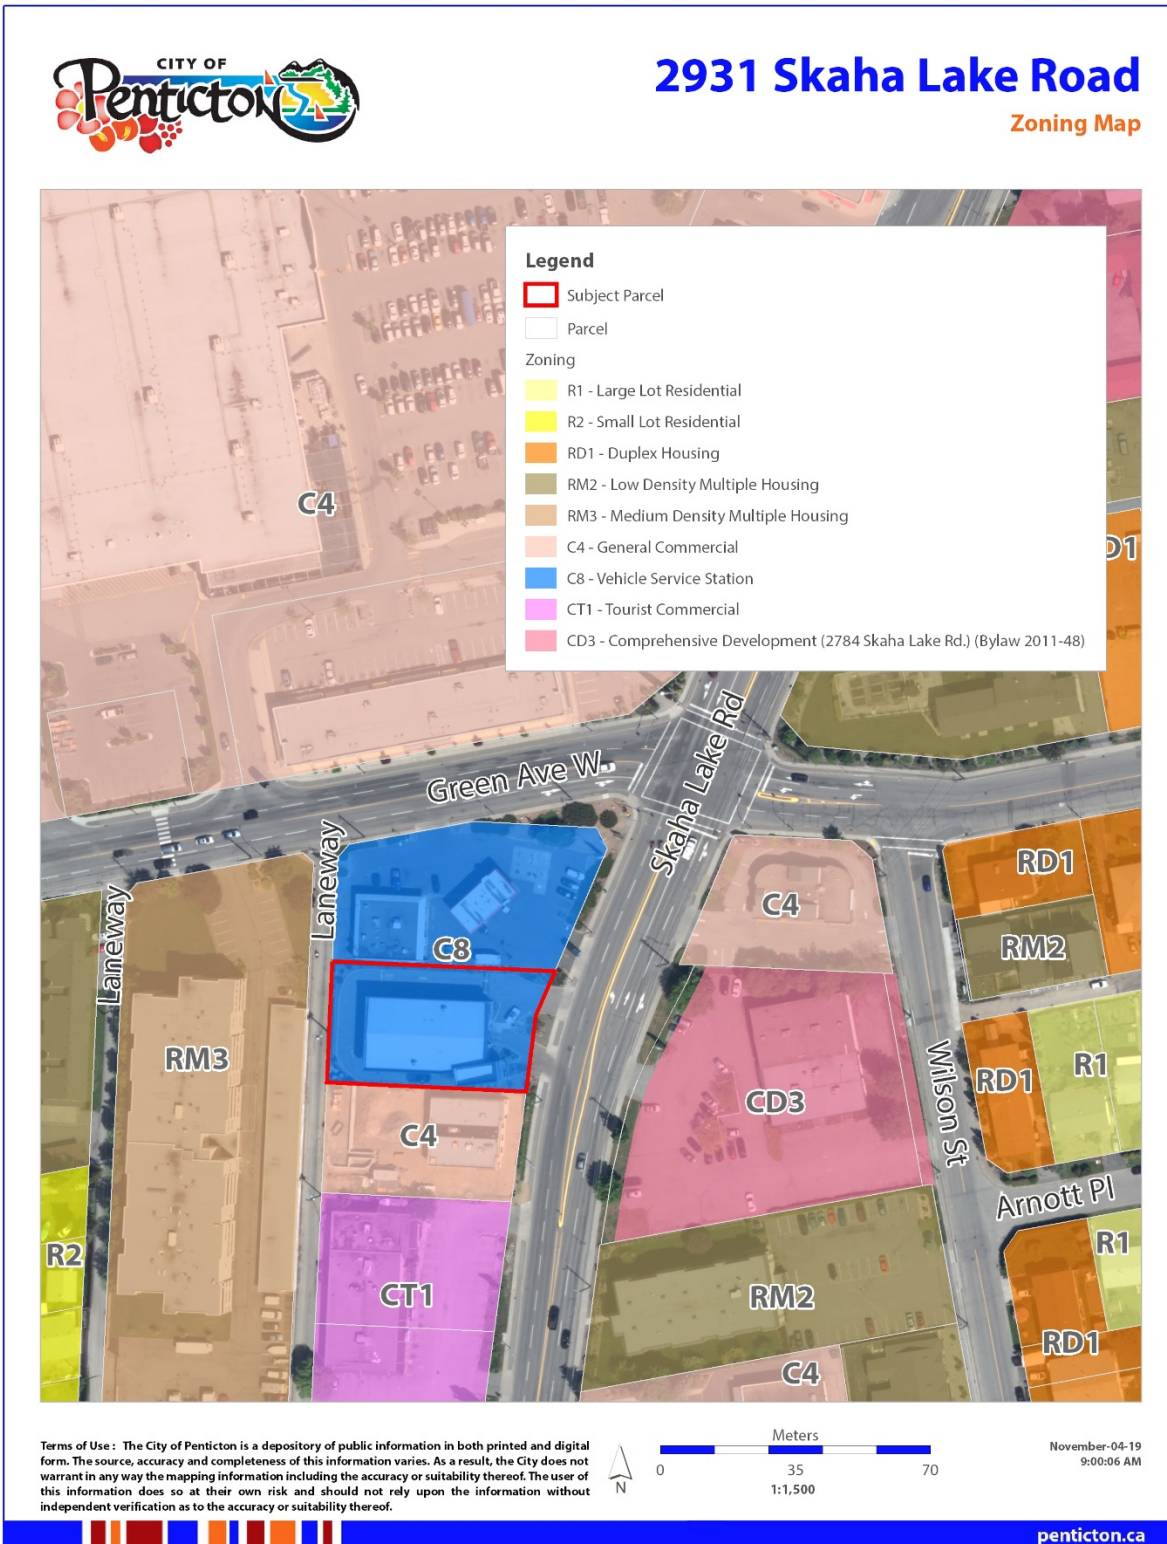 CITY OF
Penticton
2931 Skaha Lake Road
Zoning Map
Legend
Subject Parcel
Parcel
Zoning
R1 - Large Lot Residential
R2 - Small Lot Residential
RD1 - Duplex Housing
RM2 - Low Density Multiple Housing
RM3 - Medium Density Multiple Housing
C4 - General Commercial
C8 - Vehicle Service Station
CT1 - Tourist Commercial
CD3 - Comprehensive Development (2784 Skaha Lake Rd.) (Bylaw 2011-48)
C4
D1
Skaha Lake Rd
Green Ave W
Laneway
Laneway
C8
C4
RD1
RM2
RM3
C4
CD3
Wilson St
RD1
R1
Arnott Pl
R2
CT1
RM2
R1
RD1
C4
Terms of Use : The City of Penticton is a depository of public information in both printed and digital
form. The source, accuracy and completeness of this information varies. As a result, the City does not
warrant in any way the mapping information including the accuracy or suitability thereof. The user of
this information does so at their own risk and should not rely upon the information without
independent verification as to the accuracy or suitability thereof.
N
Meters
0 35 70
1:1,500
November-04-19
9:00:06 AM
penticton.ca